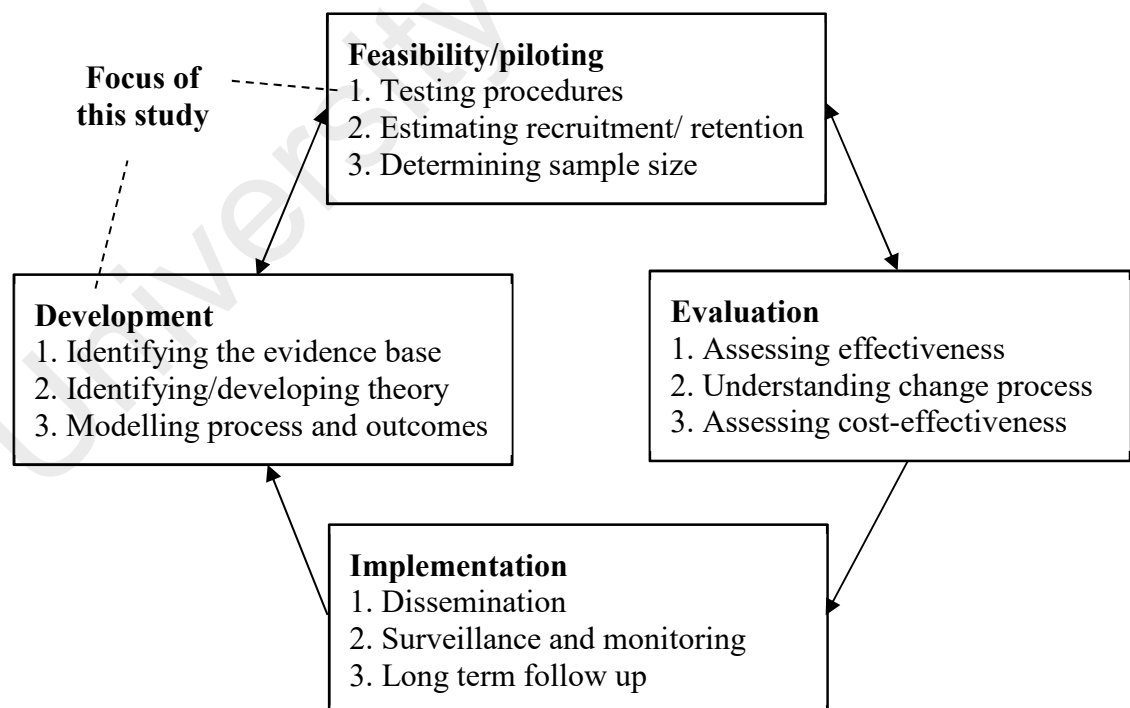 Feasibility/piloting
1. Testing procedures
2. Estimating recruitment/ retention
3. Determining sample size
Focus of
this study
Development
1. Identifying the evidence base
2. Identifying/developing theory
3. Modelling process and outcomes
Evaluation
1. Assessing effectiveness
2. Understanding change process
3. Assessing cost-effectiveness
Implementation
1. Dissemination
2. Surveillance and monitoring
3. Long term follow up
University